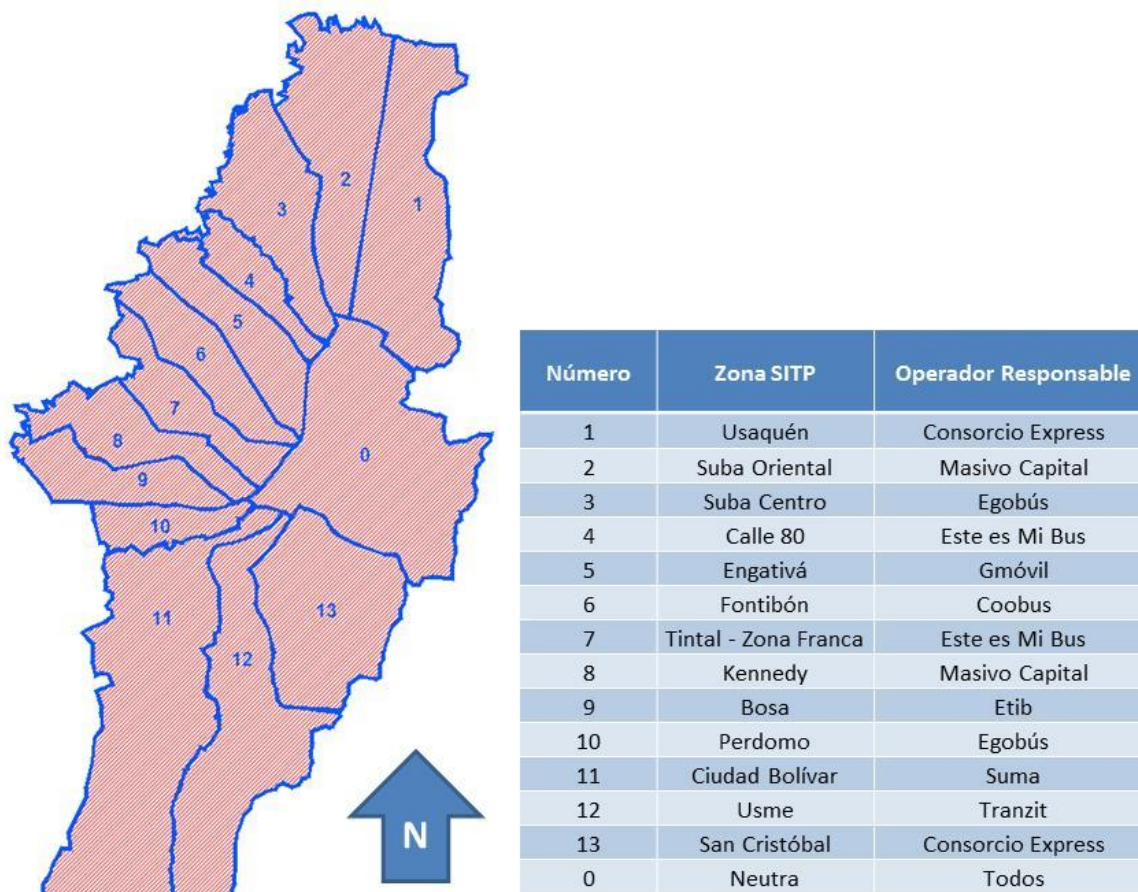 2
1
3
4
5
6
7
8
0
9
10
11
13
12
N
Número Zona SITP Operador Responsable
1 Usaquén Consorcio Express
2 Suba Oriental Masivo Capital
3 Suba Centro Egobús
4 Calle 80 Este es Mi Bus
5 Engativá Gmóvil
6 Fontibón Coobus
7 Tintal - Zona Franca Este es Mi Bus
8 Kennedy Masivo Capital
9 Bosa Etib
10 Perdomo Egobús
11 Ciudad Bolívar Suma
12 Usme Tranzit
13 San Cristóbal Consorcio Express
0 Neutra Todos